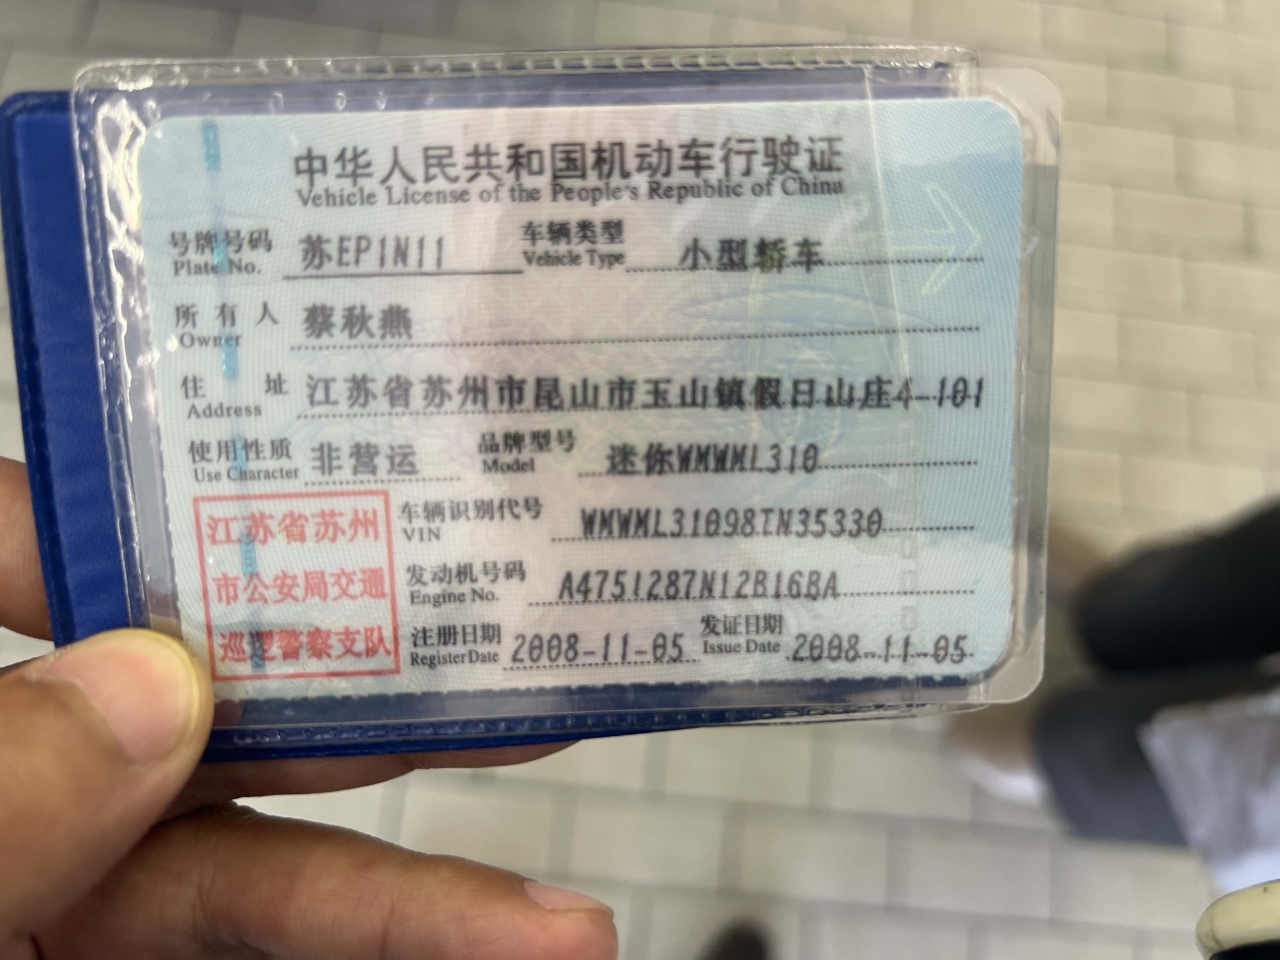 中华人民共和国机动车行驶证
Vehicle License of the People's Republic of China
号牌号码 苏EP1N11 车辆类型 小型轿车
Plate No. Vehicle Type
所有人 蔡秋燕
Owner
住址 江苏省苏州市昆山市玉山镇假日山庄4-101
Address
使用性质 非营运 品牌型号 迷你WMWML310
Use Character Model
江苏省苏州
市公安局交通
巡逻警察支队
车辆识别代号 WMWML31098TN35330
VIN
发动机号码 A4751287N12B16BA
Engine No.
注册日期 2008-11-05 发证日期 2008-11-05
Register Date Issue Date